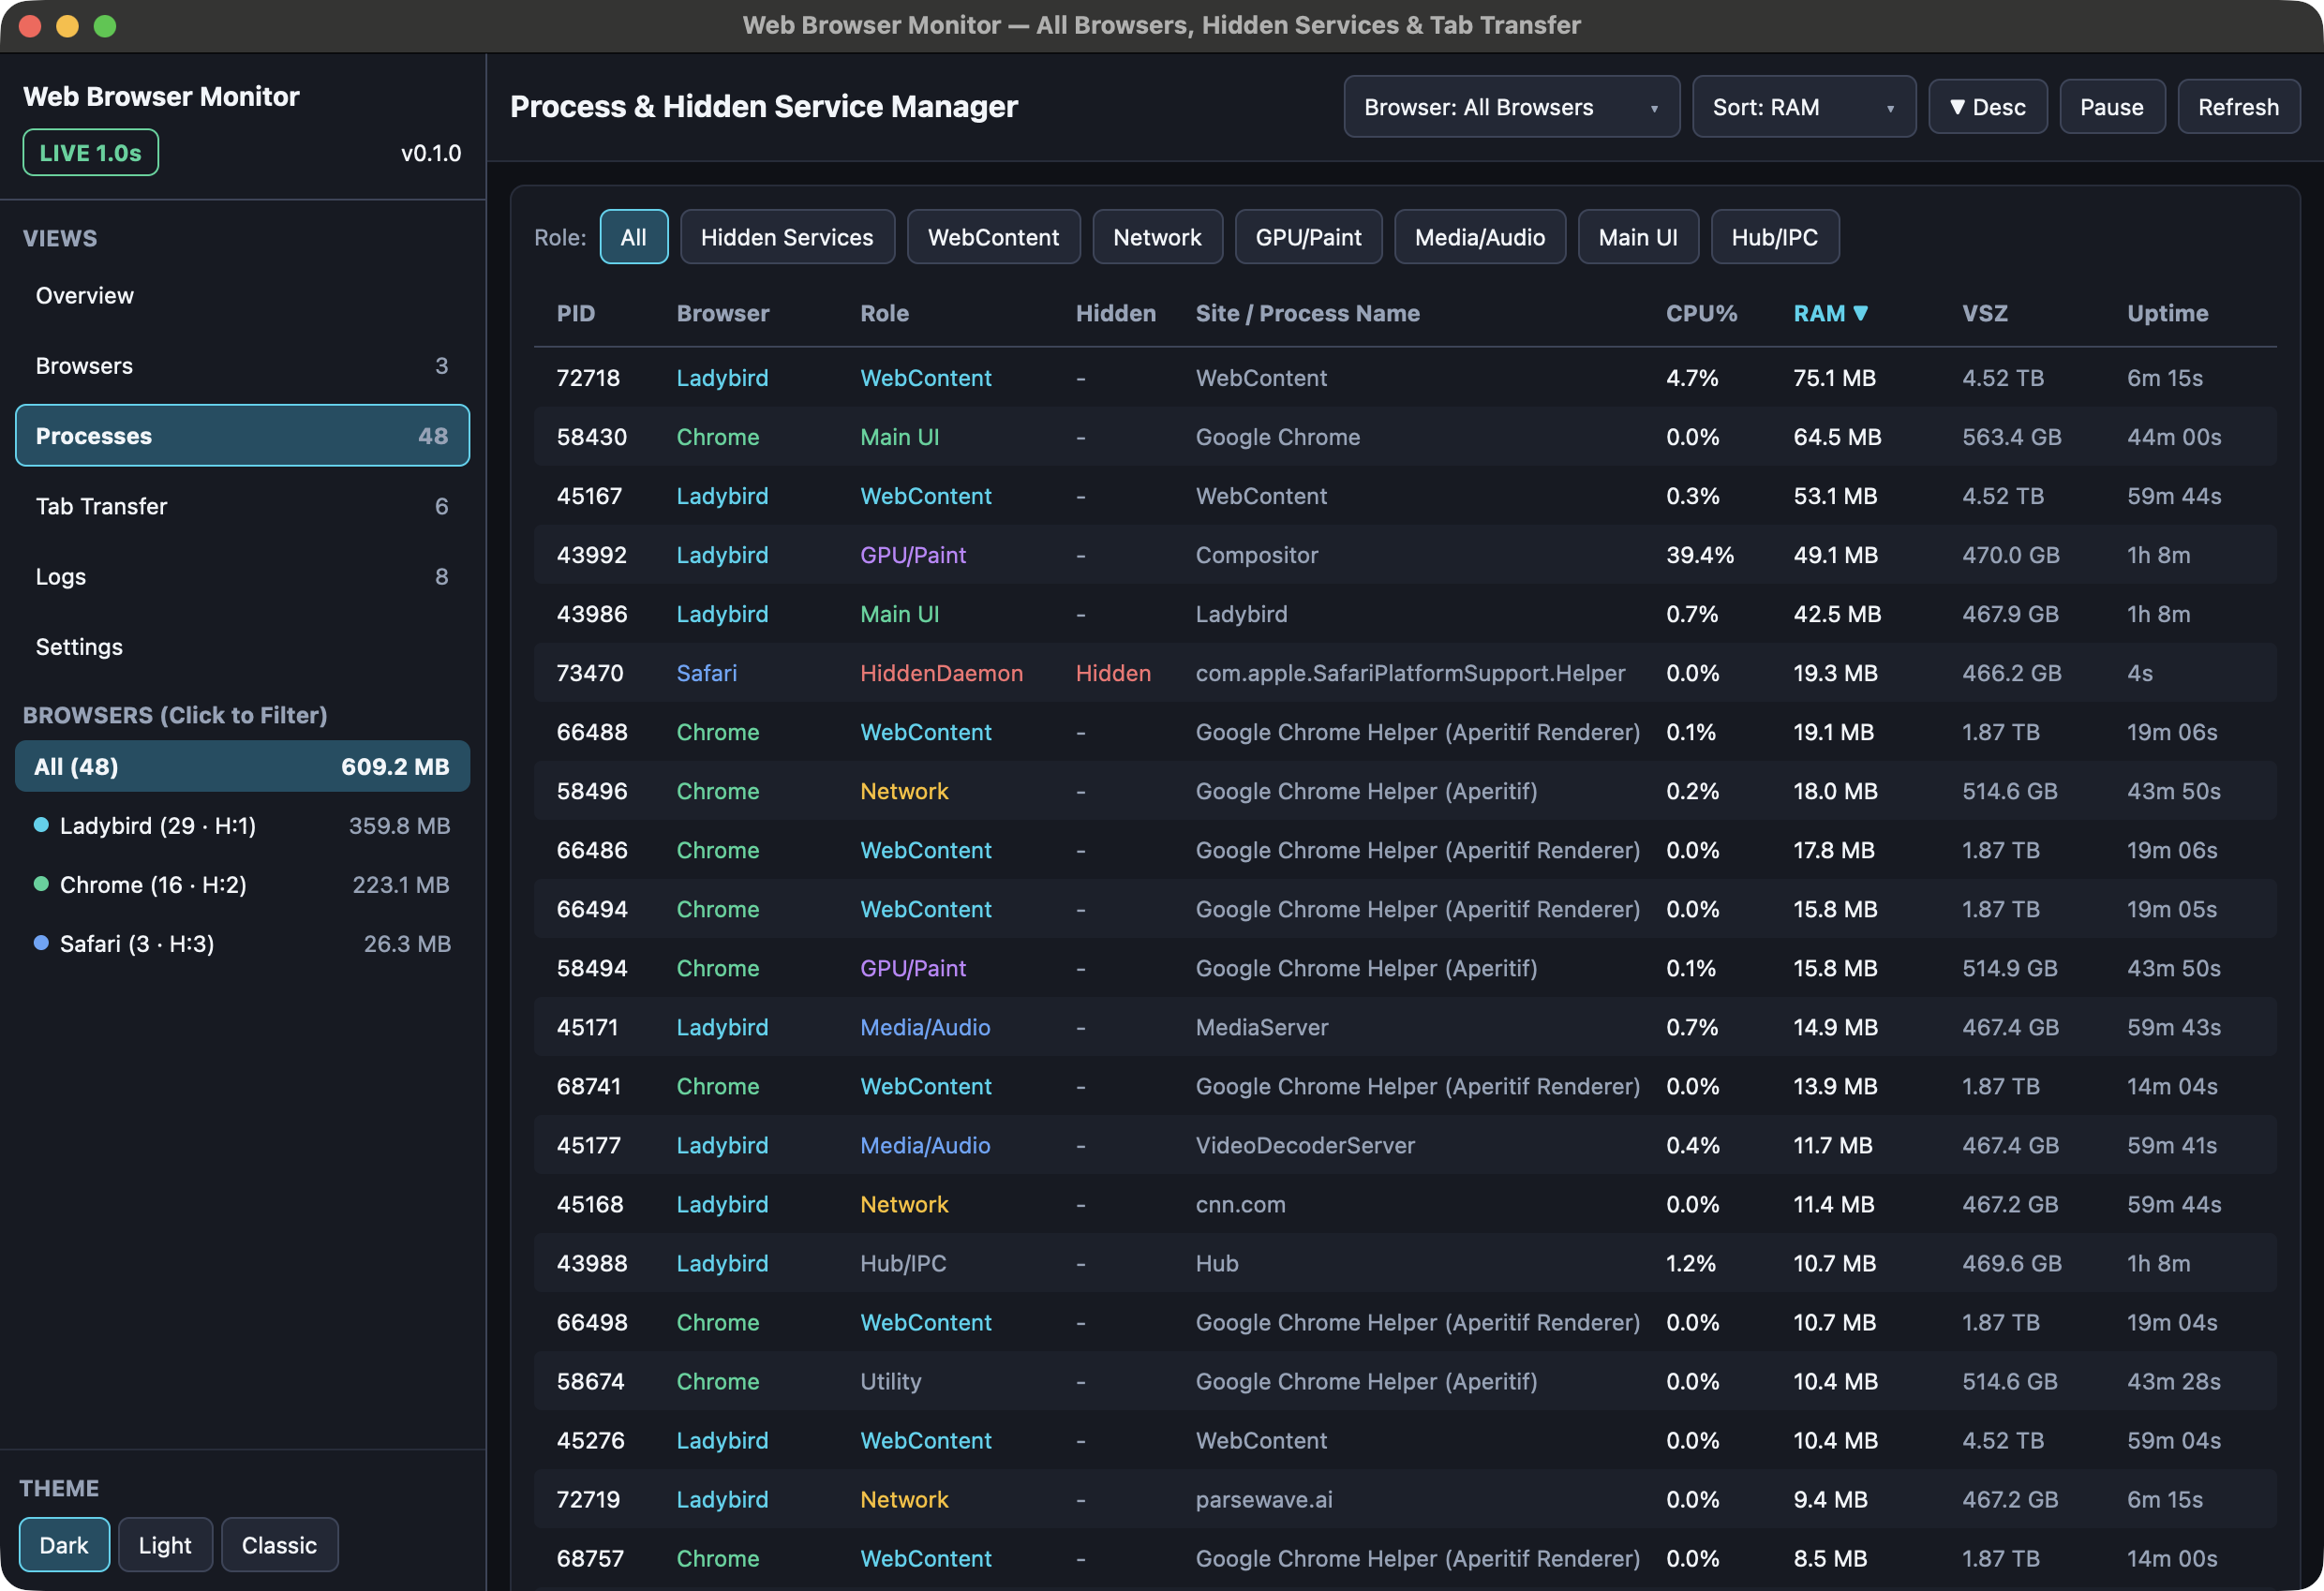 Web Browser Monitor — All Browsers, Hidden Services & Tab Transfer
Web Browser Monitor
LIVE 1.0s v0.1.0
VIEWS
Overview
Browsers 3
Processes 48
Tab Transfer 6
Logs 8
Settings
BROWSERS (Click to Filter)
All (48) 609.2 MB
Ladybird (29 · H:1) 359.8 MB
Chrome (16 · H:2) 223.1 MB
Safari (3 · H:3) 26.3 MB
THEME
Dark Light Classic
Process & Hidden Service Manager Browser: All Browsers ▾ Sort: RAM ▾ ▼ Desc Pause Refresh
Role: All Hidden Services WebContent Network GPU/Paint Media/Audio Main UI Hub/IPC
PID Browser Role Hidden Site / Process Name CPU% RAM ▼ VSZ Uptime
72718 Ladybird WebContent - WebContent 4.7% 75.1 MB 4.52 TB 6m 15s
58430 Chrome Main UI - Google Chrome 0.0% 64.5 MB 563.4 GB 44m 00s
45167 Ladybird WebContent - WebContent 0.3% 53.1 MB 4.52 TB 59m 44s
43992 Ladybird GPU/Paint - Compositor 39.4% 49.1 MB 470.0 GB 1h 8m
43986 Ladybird Main UI - Ladybird 0.7% 42.5 MB 467.9 GB 1h 8m
73470 Safari HiddenDaemon Hidden com.apple.SafariPlatformSupport.Helper 0.0% 19.3 MB 466.2 GB 4s
66488 Chrome WebContent - Google Chrome Helper (Aperitif Renderer) 0.1% 19.1 MB 1.87 TB 19m 06s
58496 Chrome Network - Google Chrome Helper (Aperitif) 0.2% 18.0 MB 514.6 GB 43m 50s
66486 Chrome WebContent - Google Chrome Helper (Aperitif Renderer) 0.0% 17.8 MB 1.87 TB 19m 06s
66494 Chrome WebContent - Google Chrome Helper (Aperitif Renderer) 0.0% 15.8 MB 1.87 TB 19m 05s
58494 Chrome GPU/Paint - Google Chrome Helper (Aperitif) 0.1% 15.8 MB 514.9 GB 43m 50s
45171 Ladybird Media/Audio - MediaServer 0.7% 14.9 MB 467.4 GB 59m 43s
68741 Chrome WebContent - Google Chrome Helper (Aperitif Renderer) 0.0% 13.9 MB 1.87 TB 14m 04s
45177 Ladybird Media/Audio - VideoDecoderServer 0.4% 11.7 MB 467.4 GB 59m 41s
45168 Ladybird Network - cnn.com 0.0% 11.4 MB 467.2 GB 59m 44s
43988 Ladybird Hub/IPC - Hub 1.2% 10.7 MB 469.6 GB 1h 8m
66498 Chrome WebContent - Google Chrome Helper (Aperitif Renderer) 0.0% 10.7 MB 1.87 TB 19m 04s
58674 Chrome Utility - Google Chrome Helper (Aperitif) 0.0% 10.4 MB 514.6 GB 43m 28s
45276 Ladybird WebContent - WebContent 0.0% 10.4 MB 4.52 TB 59m 04s
72719 Ladybird Network - parsewave.ai 0.0% 9.4 MB 467.2 GB 6m 15s
68757 Chrome WebContent - Google Chrome Helper (Aperitif Renderer) 0.0% 8.5 MB 1.87 TB 14m 00s